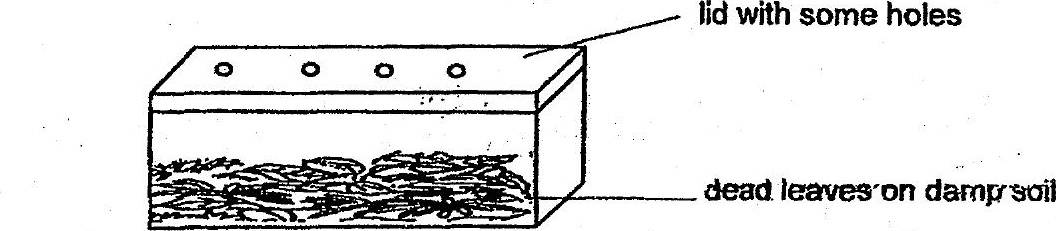 lid with some holes
dead leaves on damp soil